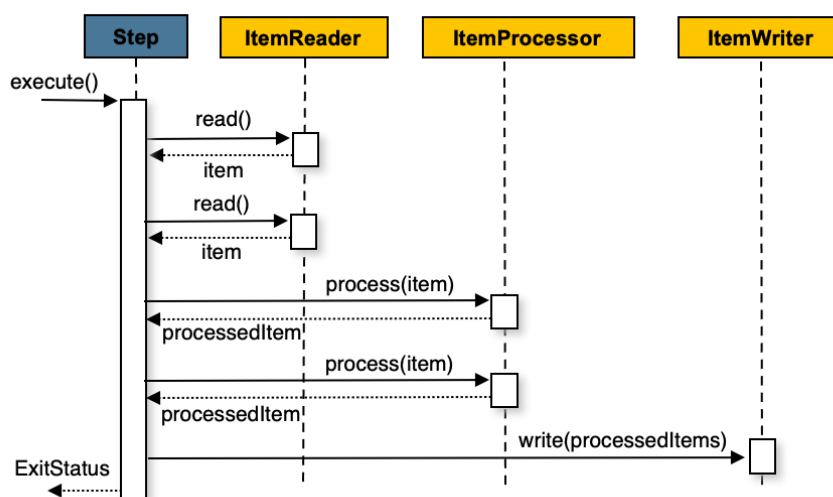 Step
ItemReader
ItemProcessor
ItemWriter
execute()
read()
item
read()
item
process(item)
processedItem
process(item)
processedItem
write(processedItems)
ExitStatus